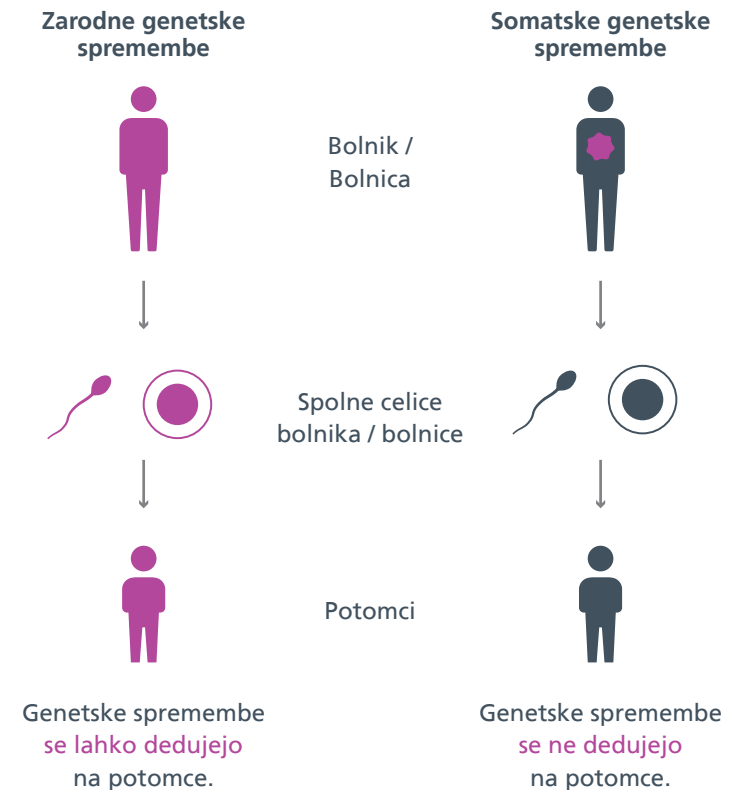 Zarodne genetske
spremembe
Somatske genetske
spremembe
Bolnik /
Bolnica
Spolne celice
bolnika / bolnice
Potomci
Genetske spremembe
se lahko dedujejo
na potomce.
Genetske spremembe
se ne dedujejo
na potomce.